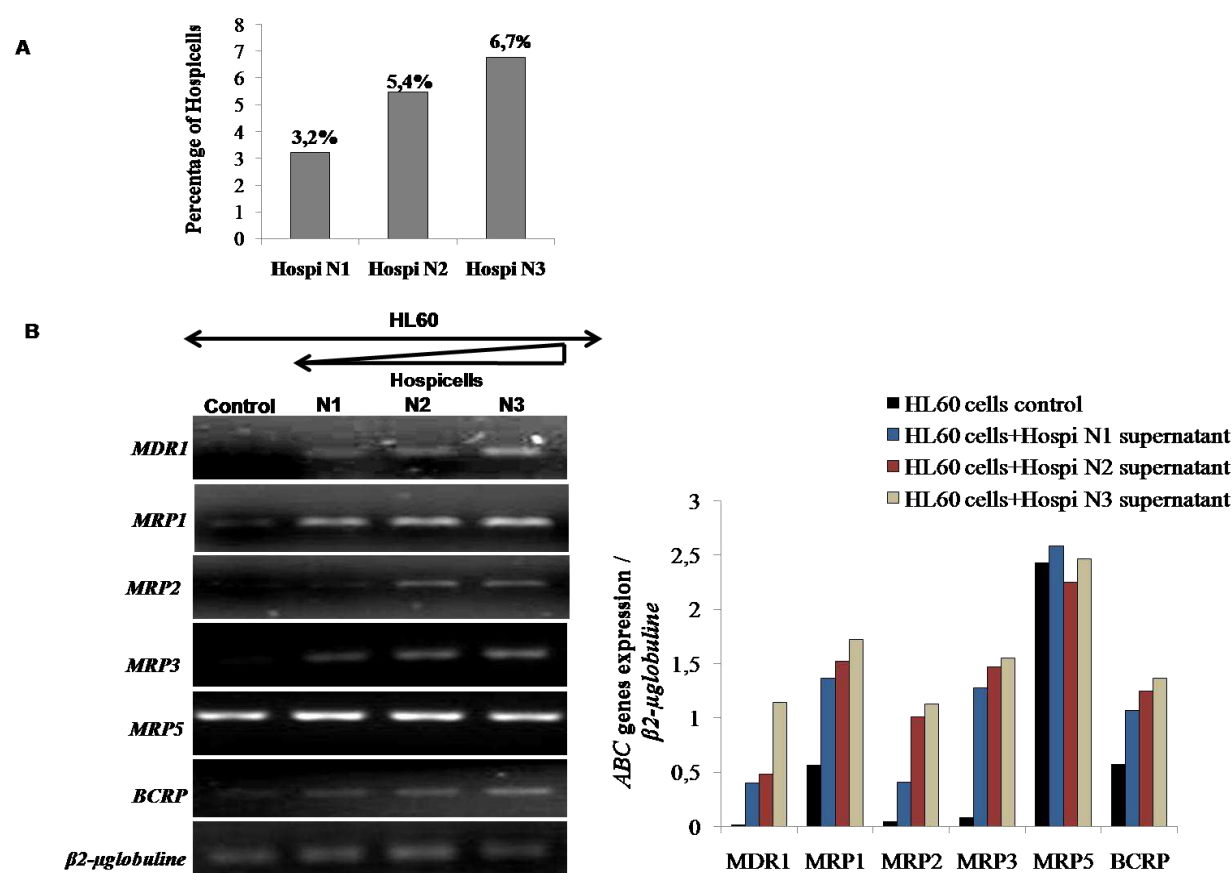 A
Percentage of Hospicells
8
7
6
5
4
3
2
1
0
3,2%
5,4%
6,7%
Hospi N1 Hospi N2 Hospi N3
B
HL60
Hospicells
Control N1 N2 N3
MDR1
MRP1
MRP2
MRP3
MRP5
BCRP
β2-µglobuline
HL60 cells control
HL60 cells+Hospi N1 supernatant
HL60 cells+Hospi N2 supernatant
HL60 cells+Hospi N3 supernatant
ABC genes expression /
β2-µglobuline
3
2,5
2
1,5
1
0,5
0
MDR1 MRP1 MRP2 MRP3 MRP5 BCRP